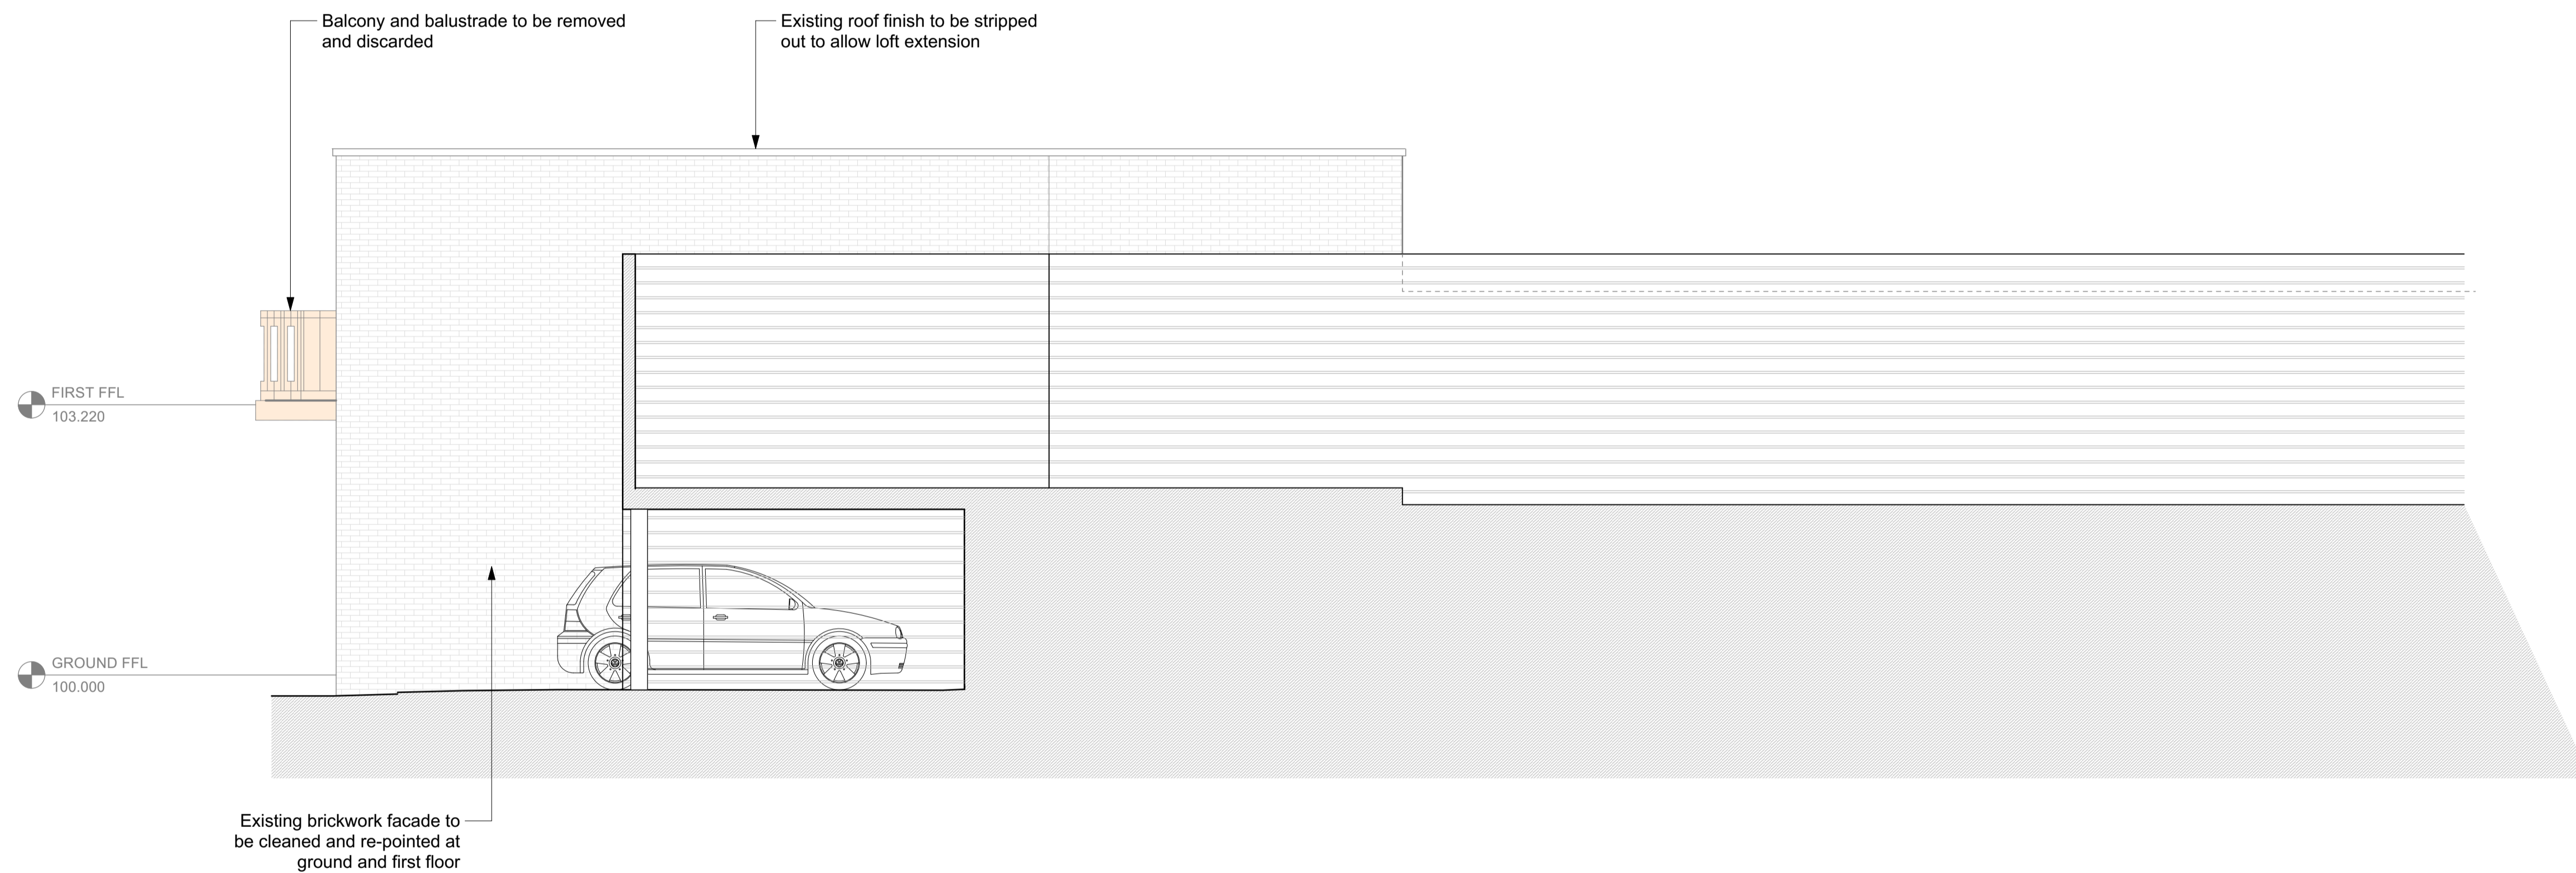 Balcony and balustrade to be removed
and discarded
Existing roof finish to be stripped
out to allow loft extension
FIRST FFL
103.220
GROUND FFL
100.000
Existing brickwork facade to
be cleaned and re-pointed at
ground and first floor